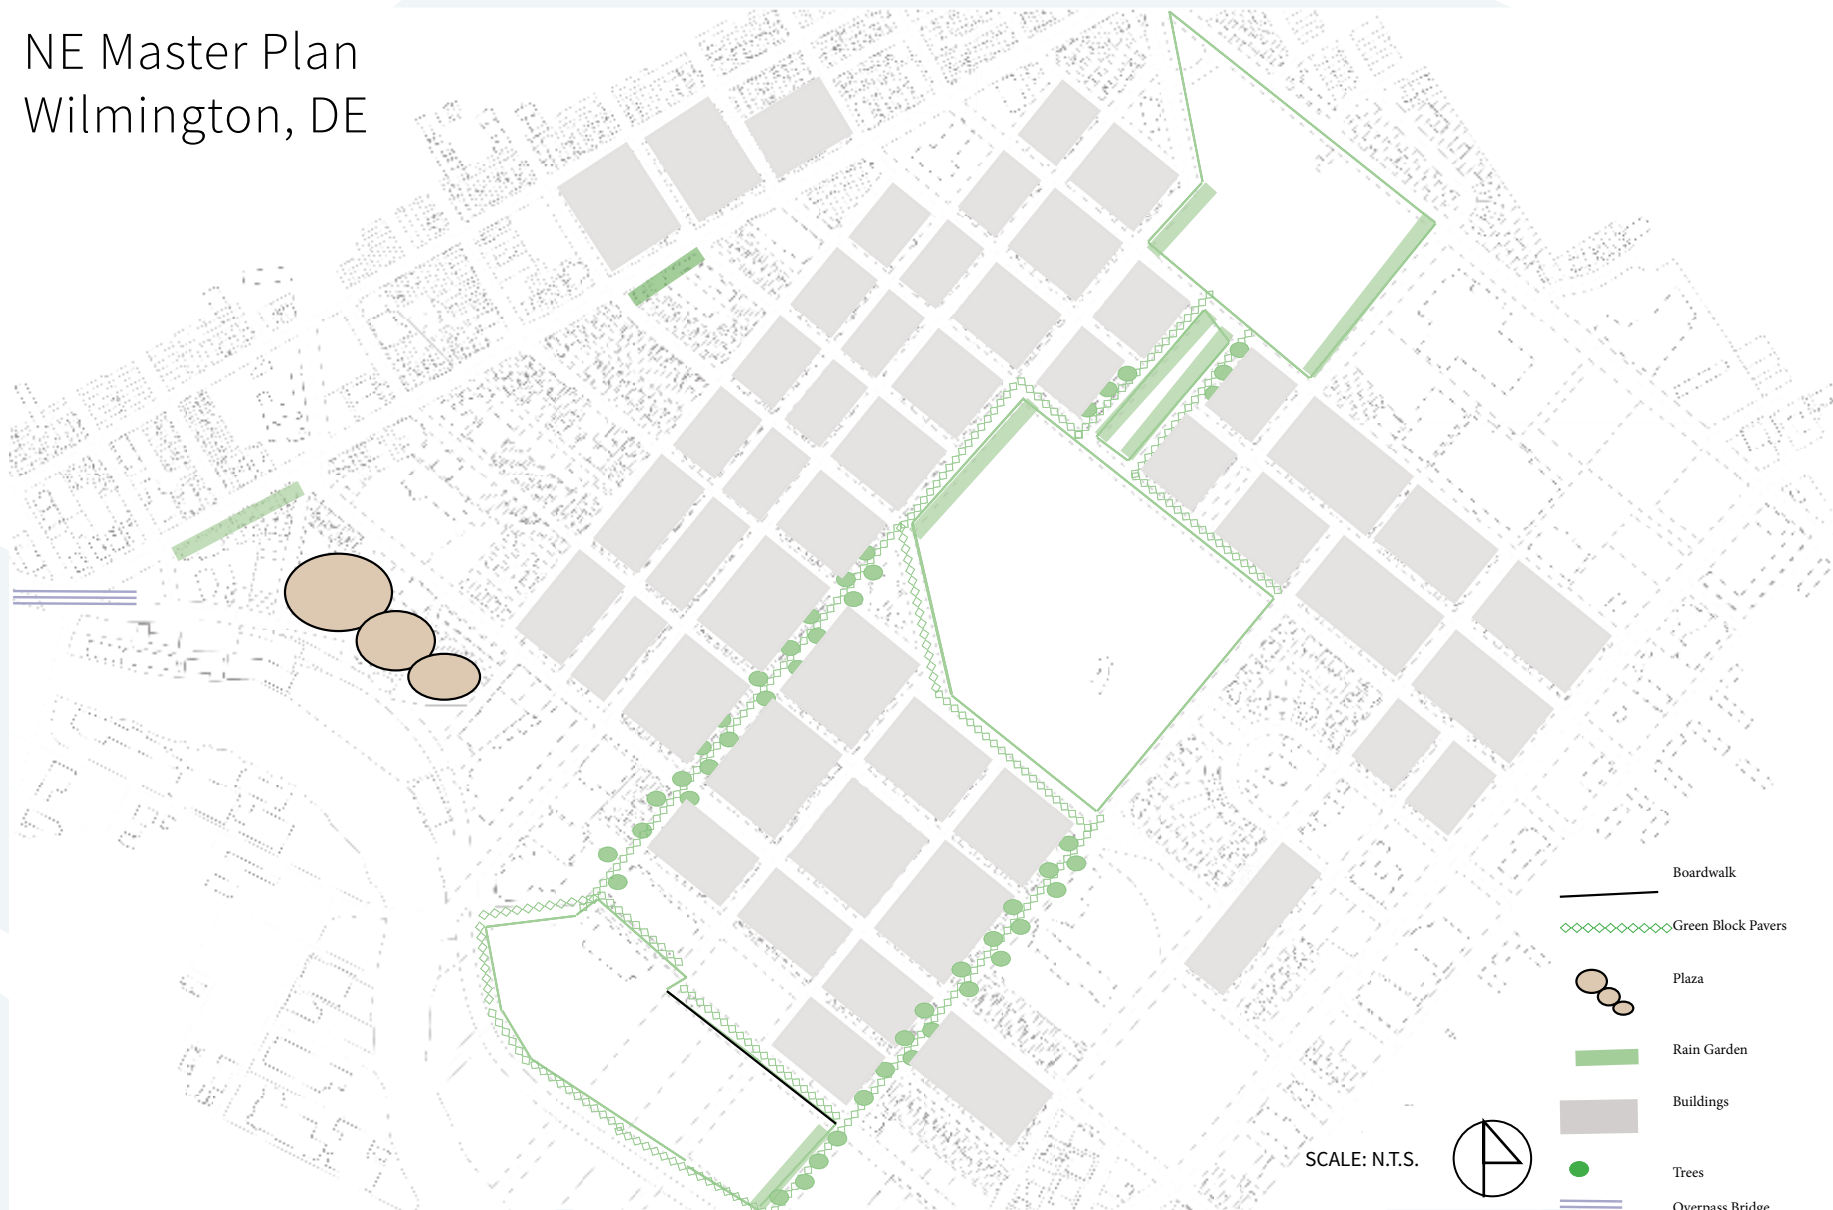 NE Master Plan
Wilmington, DE
Boardwalk
Green Block Pavers
Plaza
Rain Garden
Buildings
Trees
Overpass Bridge
SCALE: N.T.S.